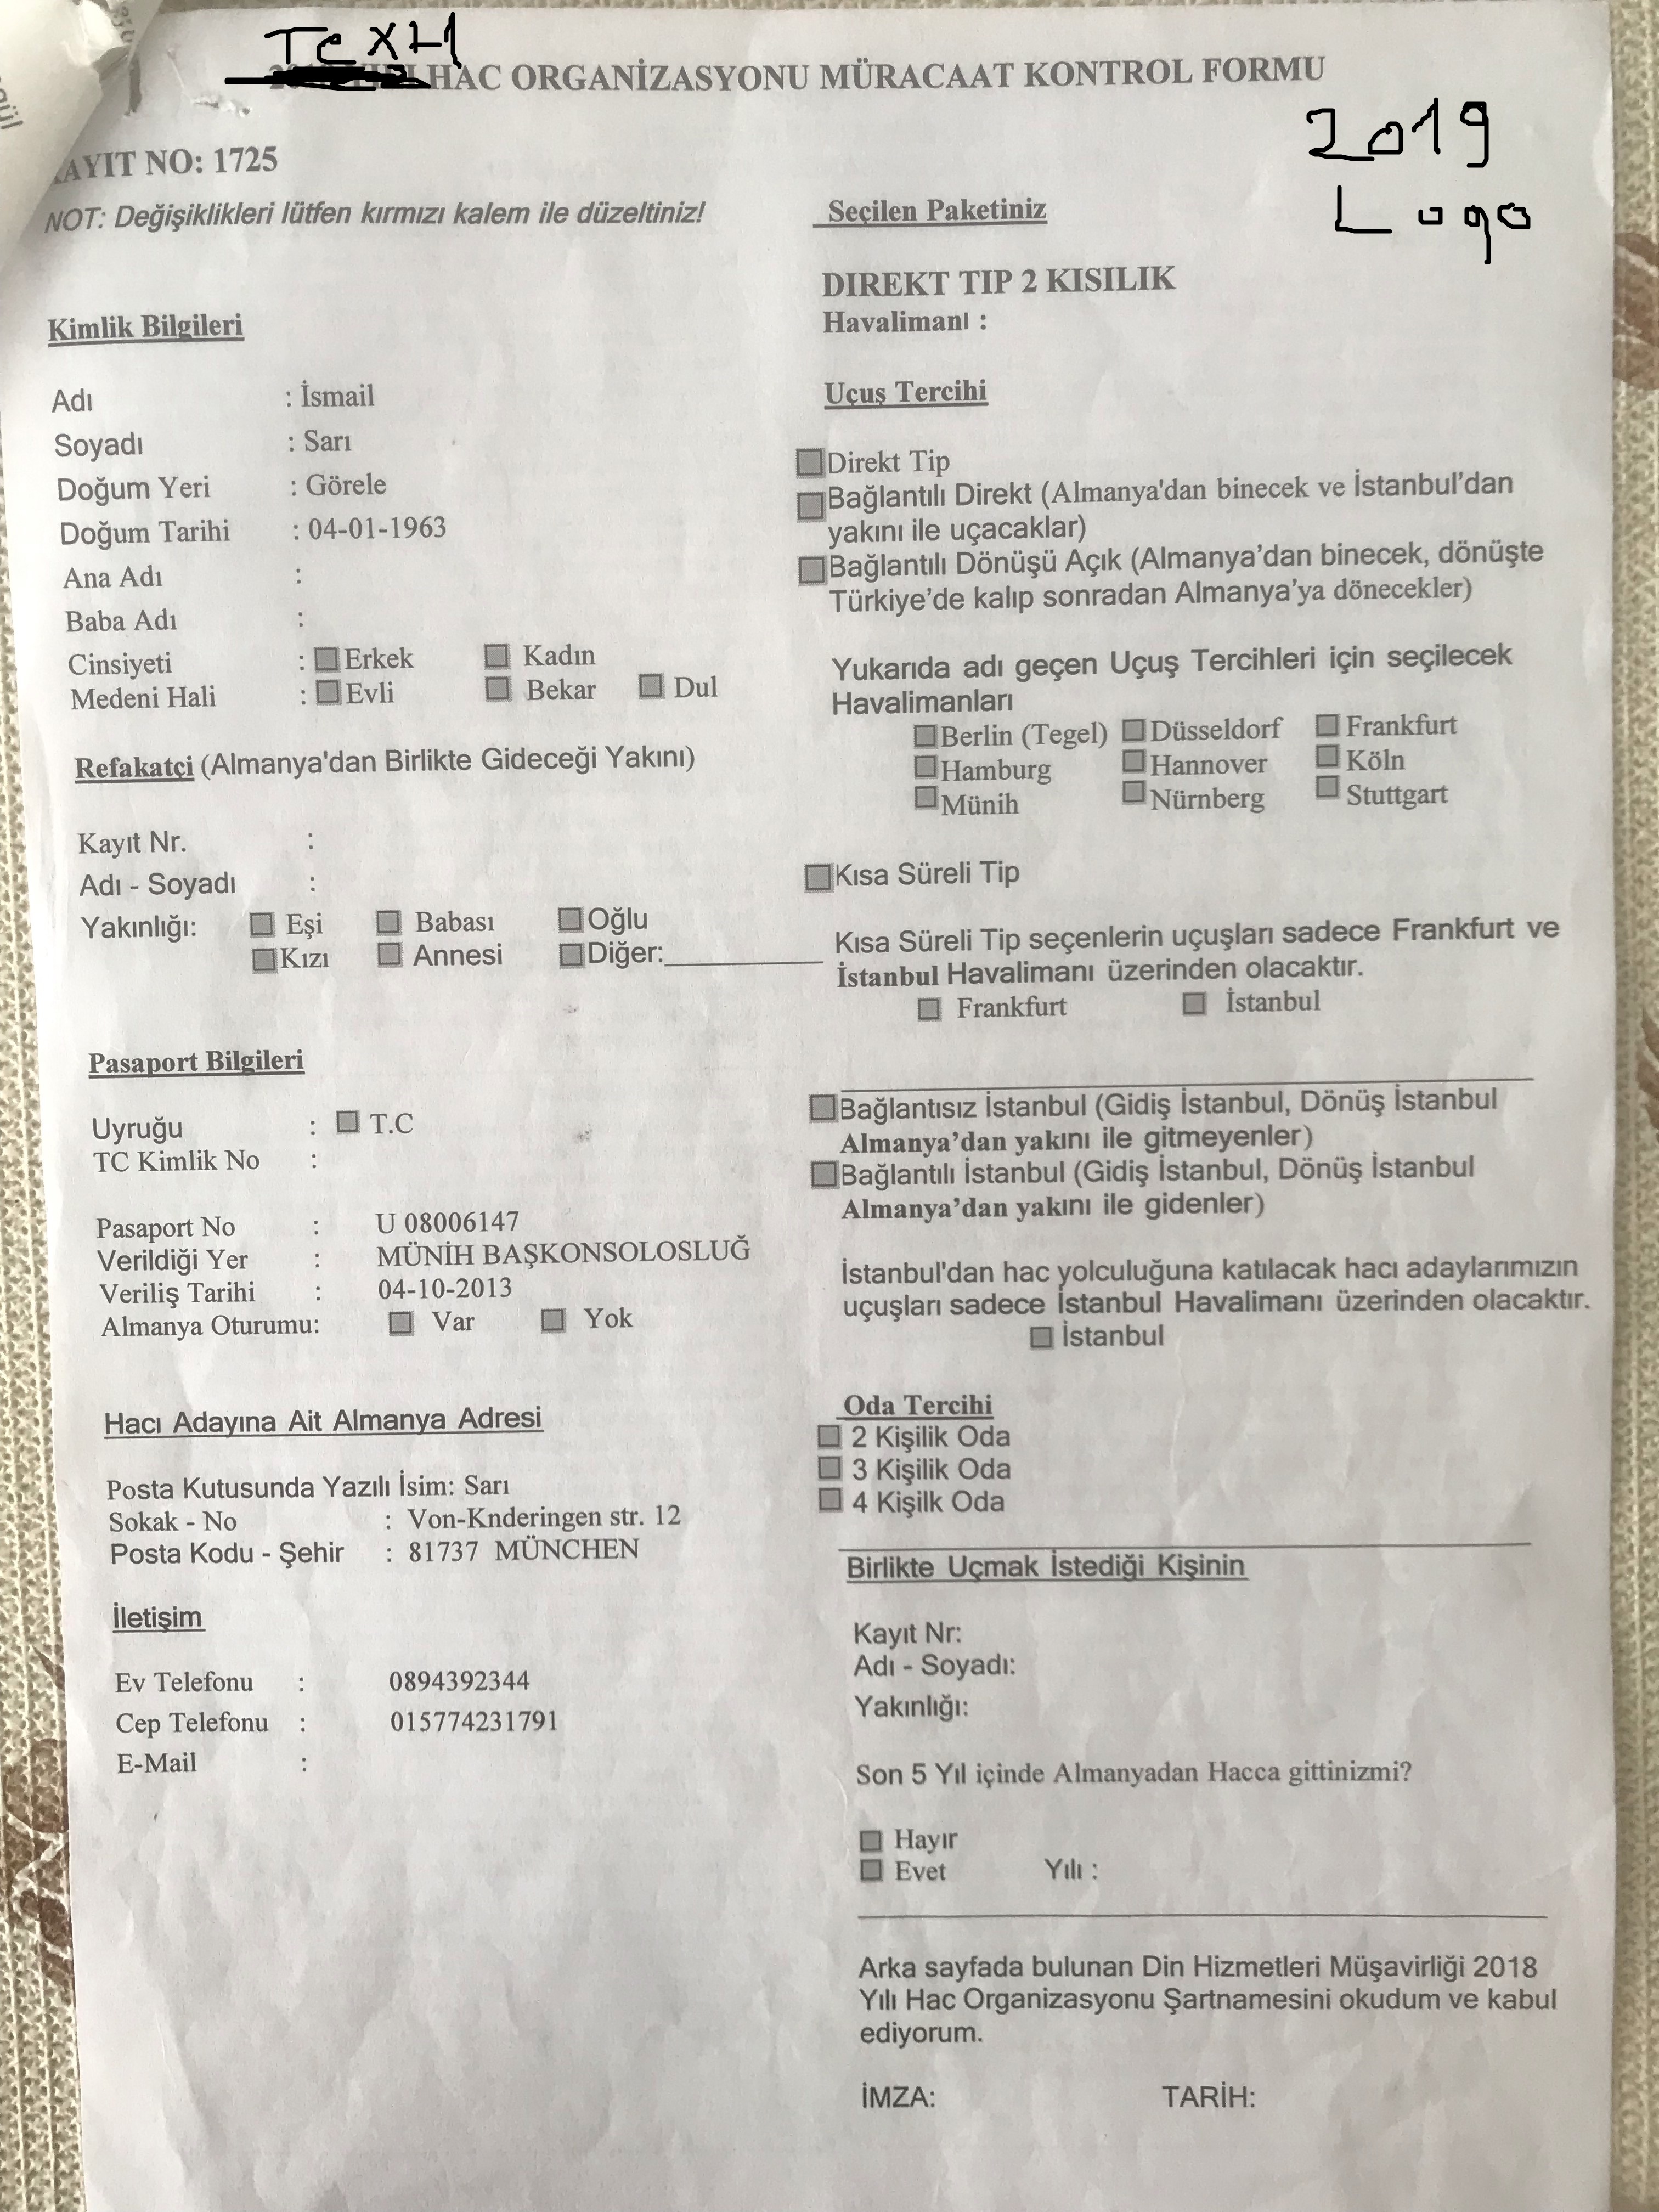 Text
HAC ORGANİZASYONU MÜRACAAT KONTROL FORMU
2019
Logo
AYIT NO: 1725
NOT: Değişiklikleri lütfen kırmızı kalem ile düzeltiniz!
Kimlik Bilgileri
Adı : İsmail
Soyadı : Sarı
Doğum Yeri : Görele
Doğum Tarihi : 04-01-1963
Ana Adı :
Baba Adı :
Cinsiyeti : Erkek Kadın
Medeni Hali : Evli Bekar Dul
Refakatçi (Almanya'dan Birlikte Gideceği Yakını)
Kayıt Nr. :
Adı - Soyadı :
Yakınlığı: Eşi Babası Oğlu
Kızı Annesi Diğer:
Pasaport Bilgileri
Uyruğu : T.C
TC Kimlik No :
Pasaport No : U 08006147
Verildiği Yer : MÜNİH BAŞKONSOLOSLUĞ
Veriliş Tarihi : 04-10-2013
Almanya Oturumu: Var Yok
Hacı Adayına Ait Almanya Adresi
Posta Kutusunda Yazılı İsim: Sarı
Sokak - No : Von-Knderingen str. 12
Posta Kodu - Şehir : 81737 MÜNCHEN
İletişim
Ev Telefonu : 0894392344
Cep Telefonu : 015774231791
E-Mail :
Seçilen Paketiniz
DIREKT TIP 2 KISILIK
Havalimanı :
Uçuş Tercihi
Direkt Tip
Bağlantılı Direkt (Almanya'dan binecek ve İstanbul'dan
yakını ile uçacaklar)
Bağlantılı Dönüşü Açık (Almanya'dan binecek, dönüşte
Türkiye'de kalıp sonradan Almanya'ya dönecekler)
Yukarıda adı geçen Uçuş Tercihleri için seçilecek
Havalimanları
Berlin (Tegel) Düsseldorf Frankfurt
Hamburg Hannover Köln
Münih Nürnberg Stuttgart
Kısa Süreli Tip
Kısa Süreli Tip seçenlerin uçuşları sadece Frankfurt ve
İstanbul Havalimanı üzerinden olacaktır.
Frankfurt İstanbul
Bağlantısız İstanbul (Gidiş İstanbul, Dönüş İstanbul
Almanya'dan yakını ile gitmeyenler)
Bağlantılı İstanbul (Gidiş İstanbul, Dönüş İstanbul
Almanya'dan yakını ile gidenler)
İstanbul'dan hac yolculuğuna katılacak hacı adaylarımızın
uçuşları sadece İstanbul Havalimanı üzerinden olacaktır.
İstanbul
Oda Tercihi
2 Kişilik Oda
3 Kişilik Oda
4 Kişilk Oda
Birlikte Uçmak İstediği Kişinin
Kayıt Nr:
Adı - Soyadı:
Yakınlığı:
Son 5 Yıl içinde Almanyadan Hacca gittinizmi?
Hayır
Evet Yılı :
Arka sayfada bulunan Din Hizmetleri Müşavirliği 2018
Yılı Hac Organizasyonu Şartnamesini okudum ve kabul
ediyorum.
İMZA: TARİH: